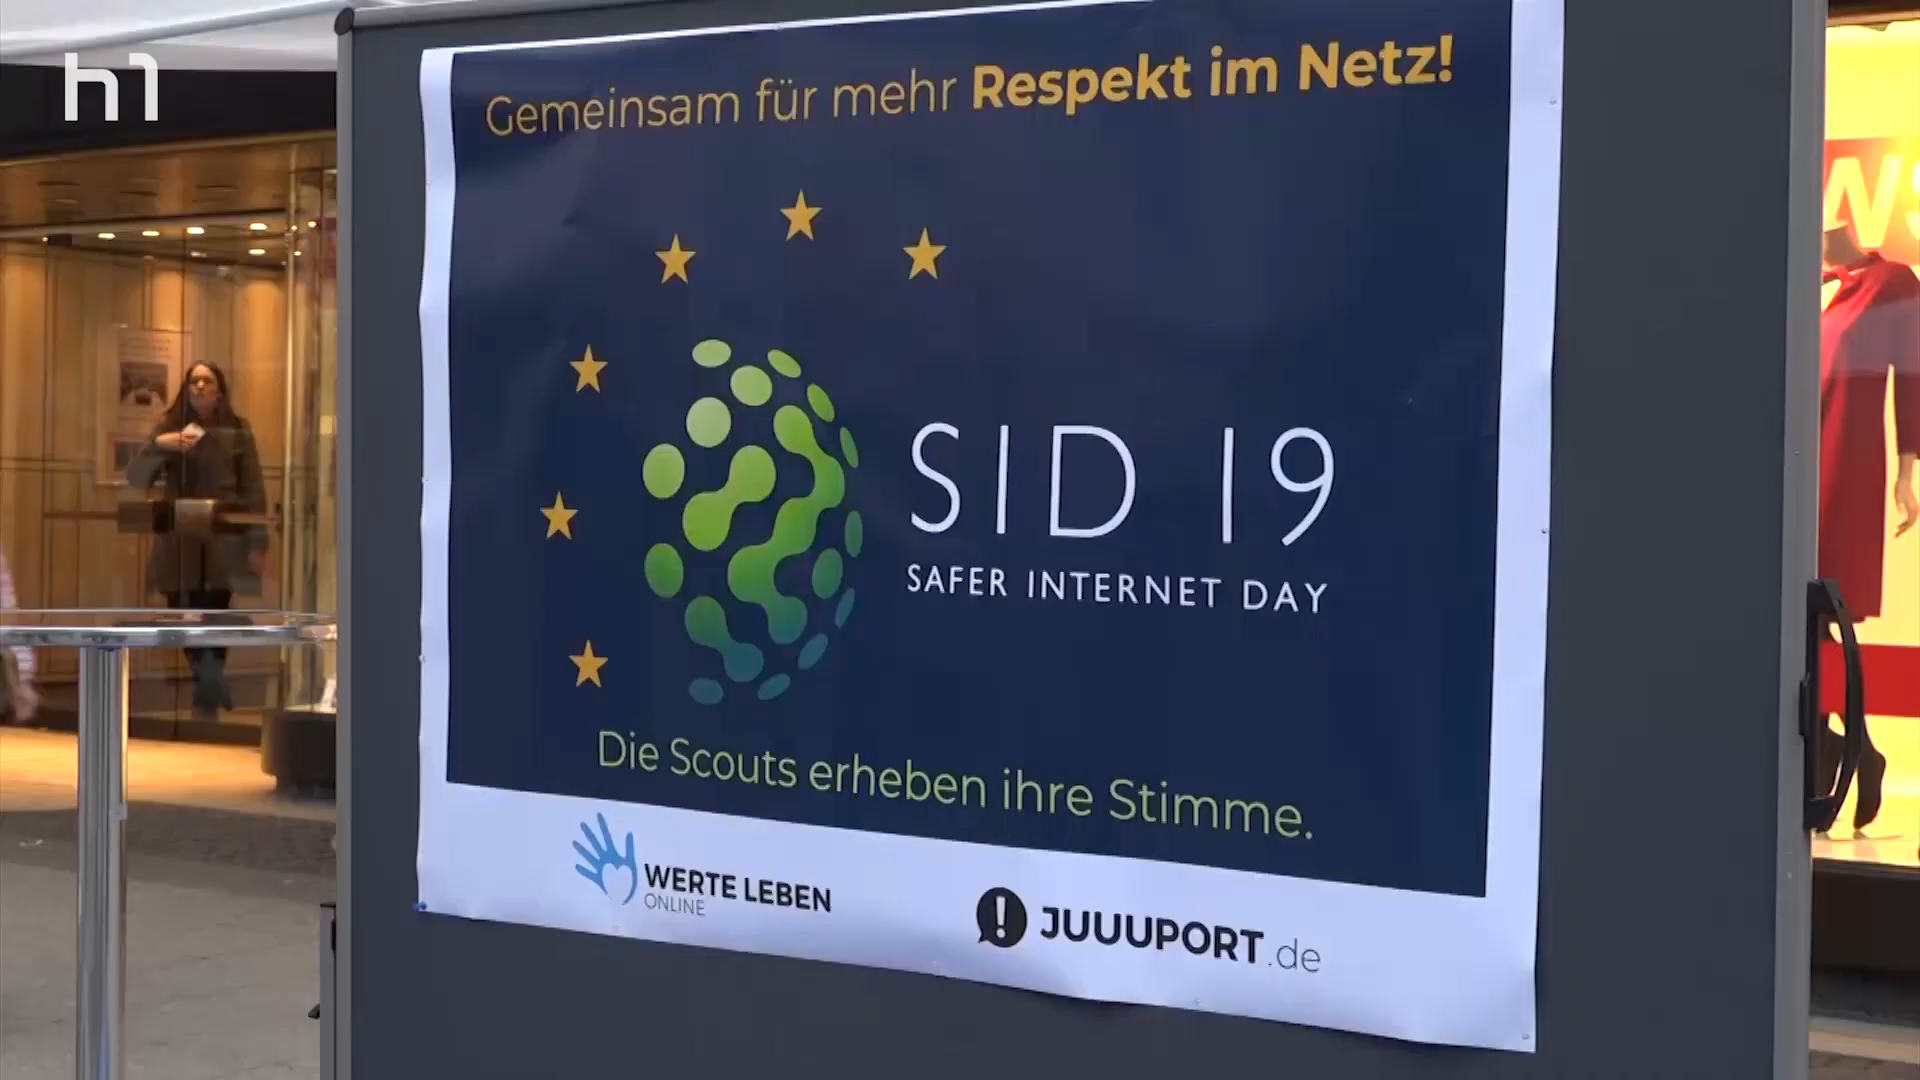 h1
Gemeinsam für mehr Respekt im Netz!
SID 19
SAFER INTERNET DAY
Die Scouts erheben ihre Stimme.
WERTE LEBEN
ONLINE
! JUUUPORT.de